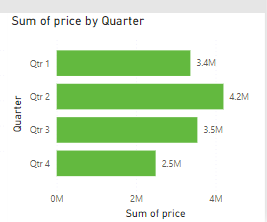 Sum of price by Quarter
Qtr 1 3.4M
Qtr 2 4.2M
Qtr 3 3.5M
Qtr 4 2.5M
Quarter
0M 2M 4M
Sum of price